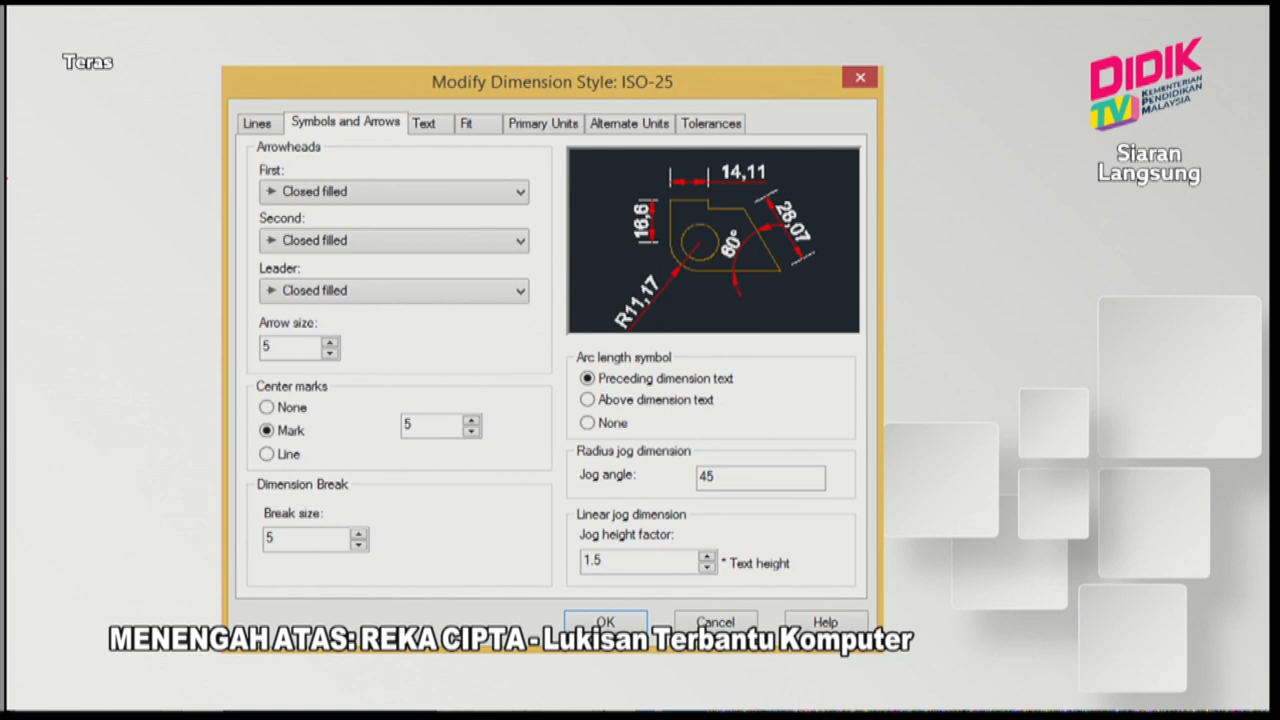 Teras
DIDIK
TV
KEMENTERIAN
PENDIDIKAN
MALAYSIA
Siaran
Langsung
Modify Dimension Style: ISO-25
Lines
Symbols and Arrows
Text
Fit
Primary Units
Alternate Units
Tolerances
Arrowheads
First:
Closed filled
Second:
Closed filled
Leader:
Closed filled
Arrow size:
5
Center marks
None
Mark
5
Line
Dimension Break
Break size:
5
14,11
16,6
28,07
60°
R11,17
Arc length symbol
Preceding dimension text
Above dimension text
None
Radius jog dimension
Jog angle:
45
Linear jog dimension
Jog height factor:
1.5
* Text height
OK
Cancel
Help
MENENGAH ATAS: REKA CIPTA - Lukisan Terbantu Komputer